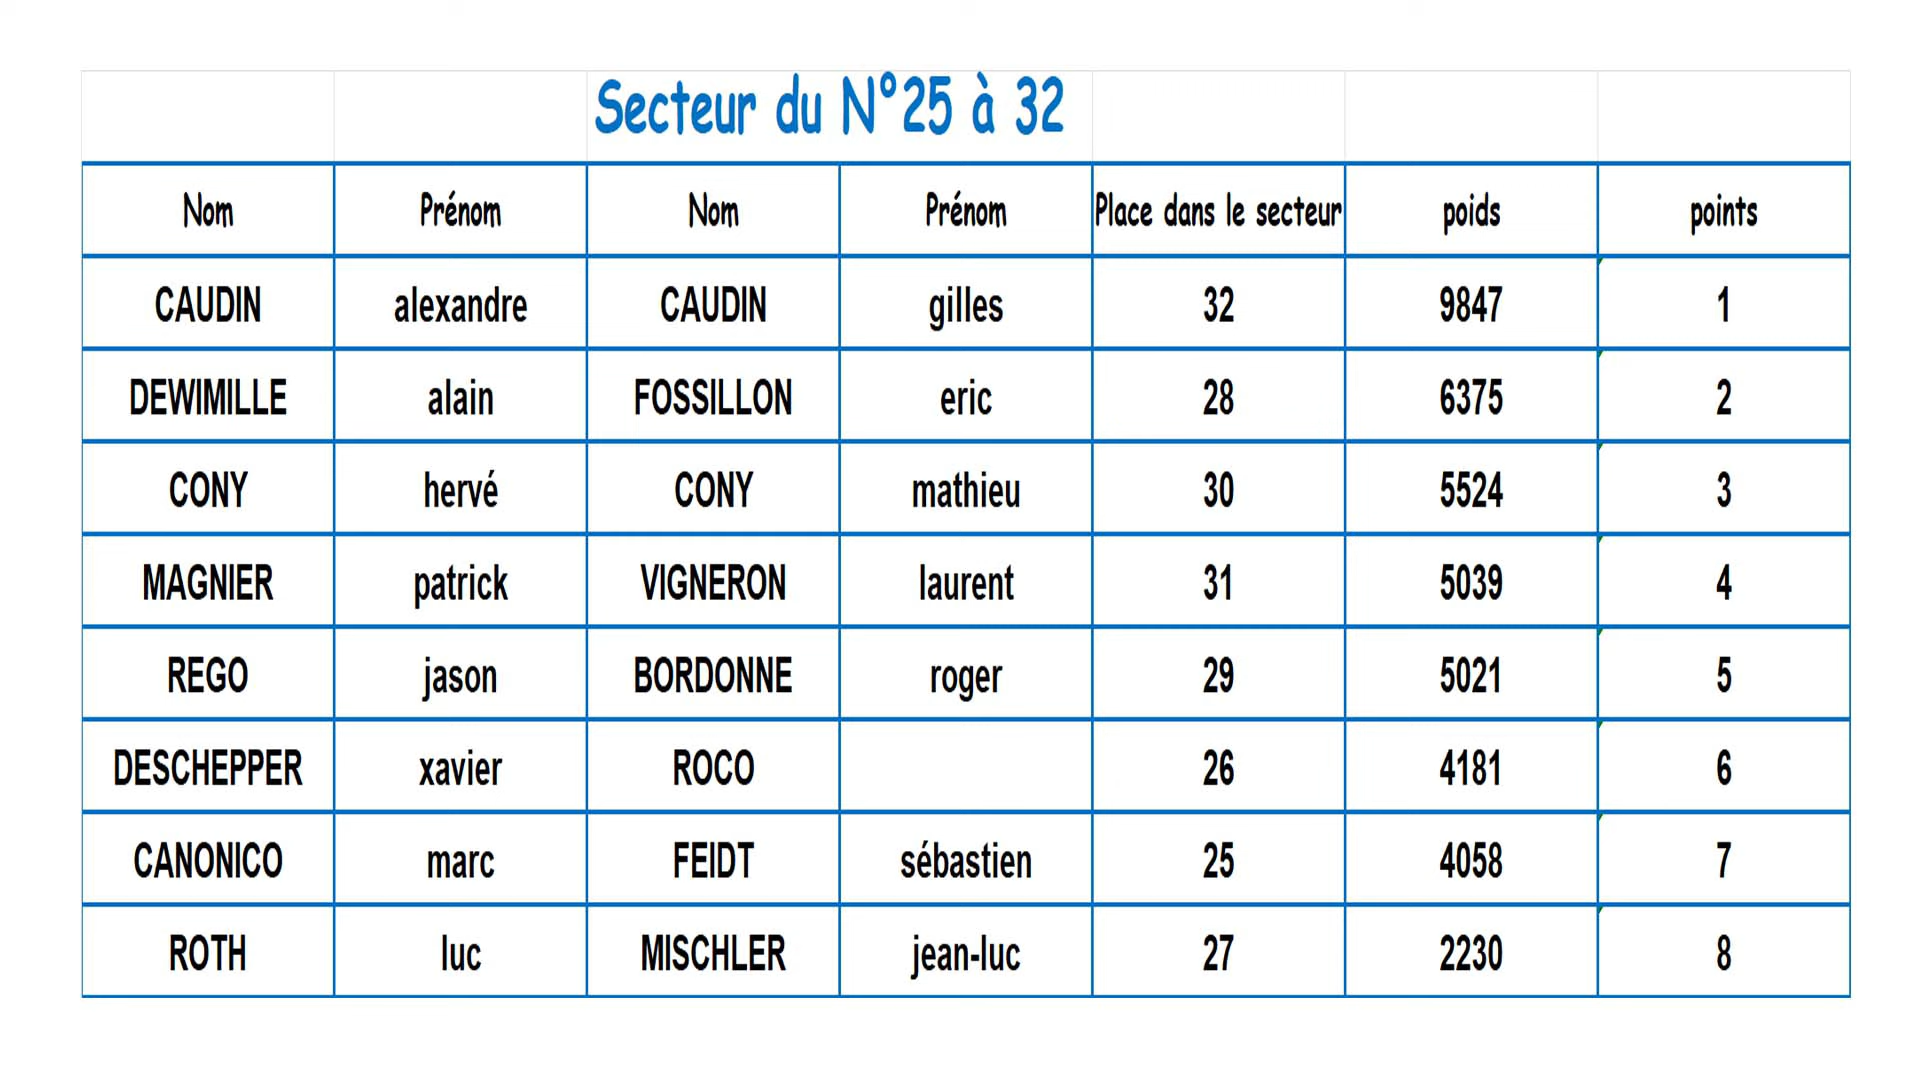 Secteur du N°25 à 32
Nom Prénom Nom Prénom Place dans le secteur poids points
CAUDIN alexandre CAUDIN gilles 32 9847 1
DEWIMILLE alain FOSSILLON eric 28 6375 2
CONY hervé CONY mathieu 30 5524 3
MAGNIER patrick VIGNERON laurent 31 5039 4
REGO jason BORDONNE roger 29 5021 5
DESCHEPPER xavier ROCO 26 4181 6
CANONICO marc FEIDT sébastien 25 4058 7
ROTH luc MISCHLER jean-luc 27 2230 8